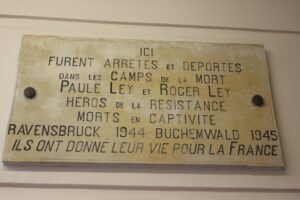 ICI
FURENT ARRETES ET DEPORTES
DANS LES CAMPS DE LA MORT
PAULE LEY ET ROGER LEY
HEROS DE LA RESISTANCE
MORTS EN CAPTIVITE
RAVENSBRUCK 1944 BUCHEMWALD 1945
ILS ONT DONNÉ LEUR VIE POUR LA FRANCE